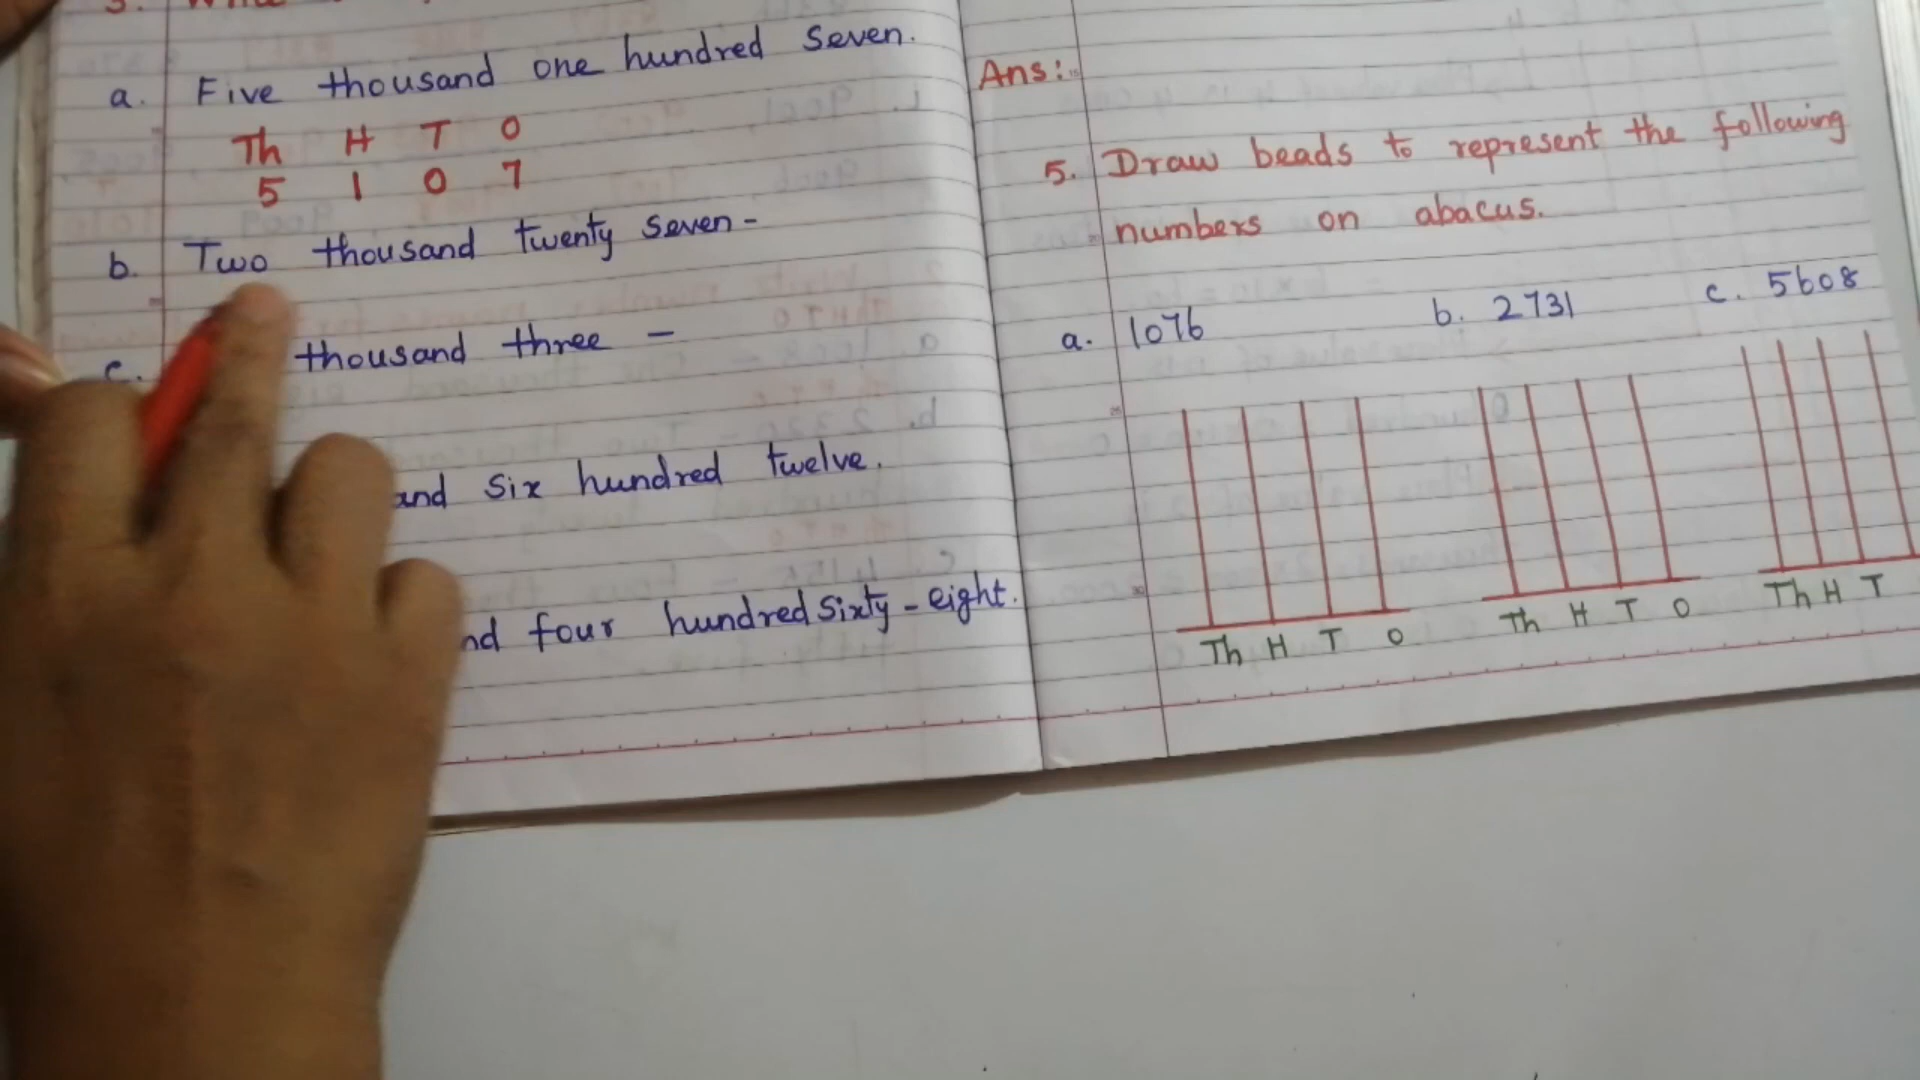 3.
a. Five thousand one hundred seven.
Th H T O
5 1 0 7
b. Two thousand twenty seven -
c. thousand three -
and six hundred twelve.
nd four hundred sixty-eight.
Ans:
5. Draw beads to represent the following
numbers on abacus.
a. 1076 b. 2731 c. 5608
Th H T O Th H T O Th H T